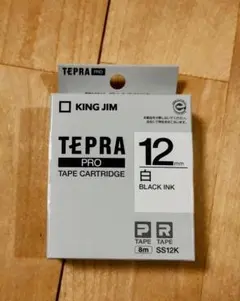 TEPRA PRO
KING JIM
TEPRA
PRO
TAPE CARTRIDGE
12mm
白
BLACK INK
P R
TAPE TAPE
8m SS12K